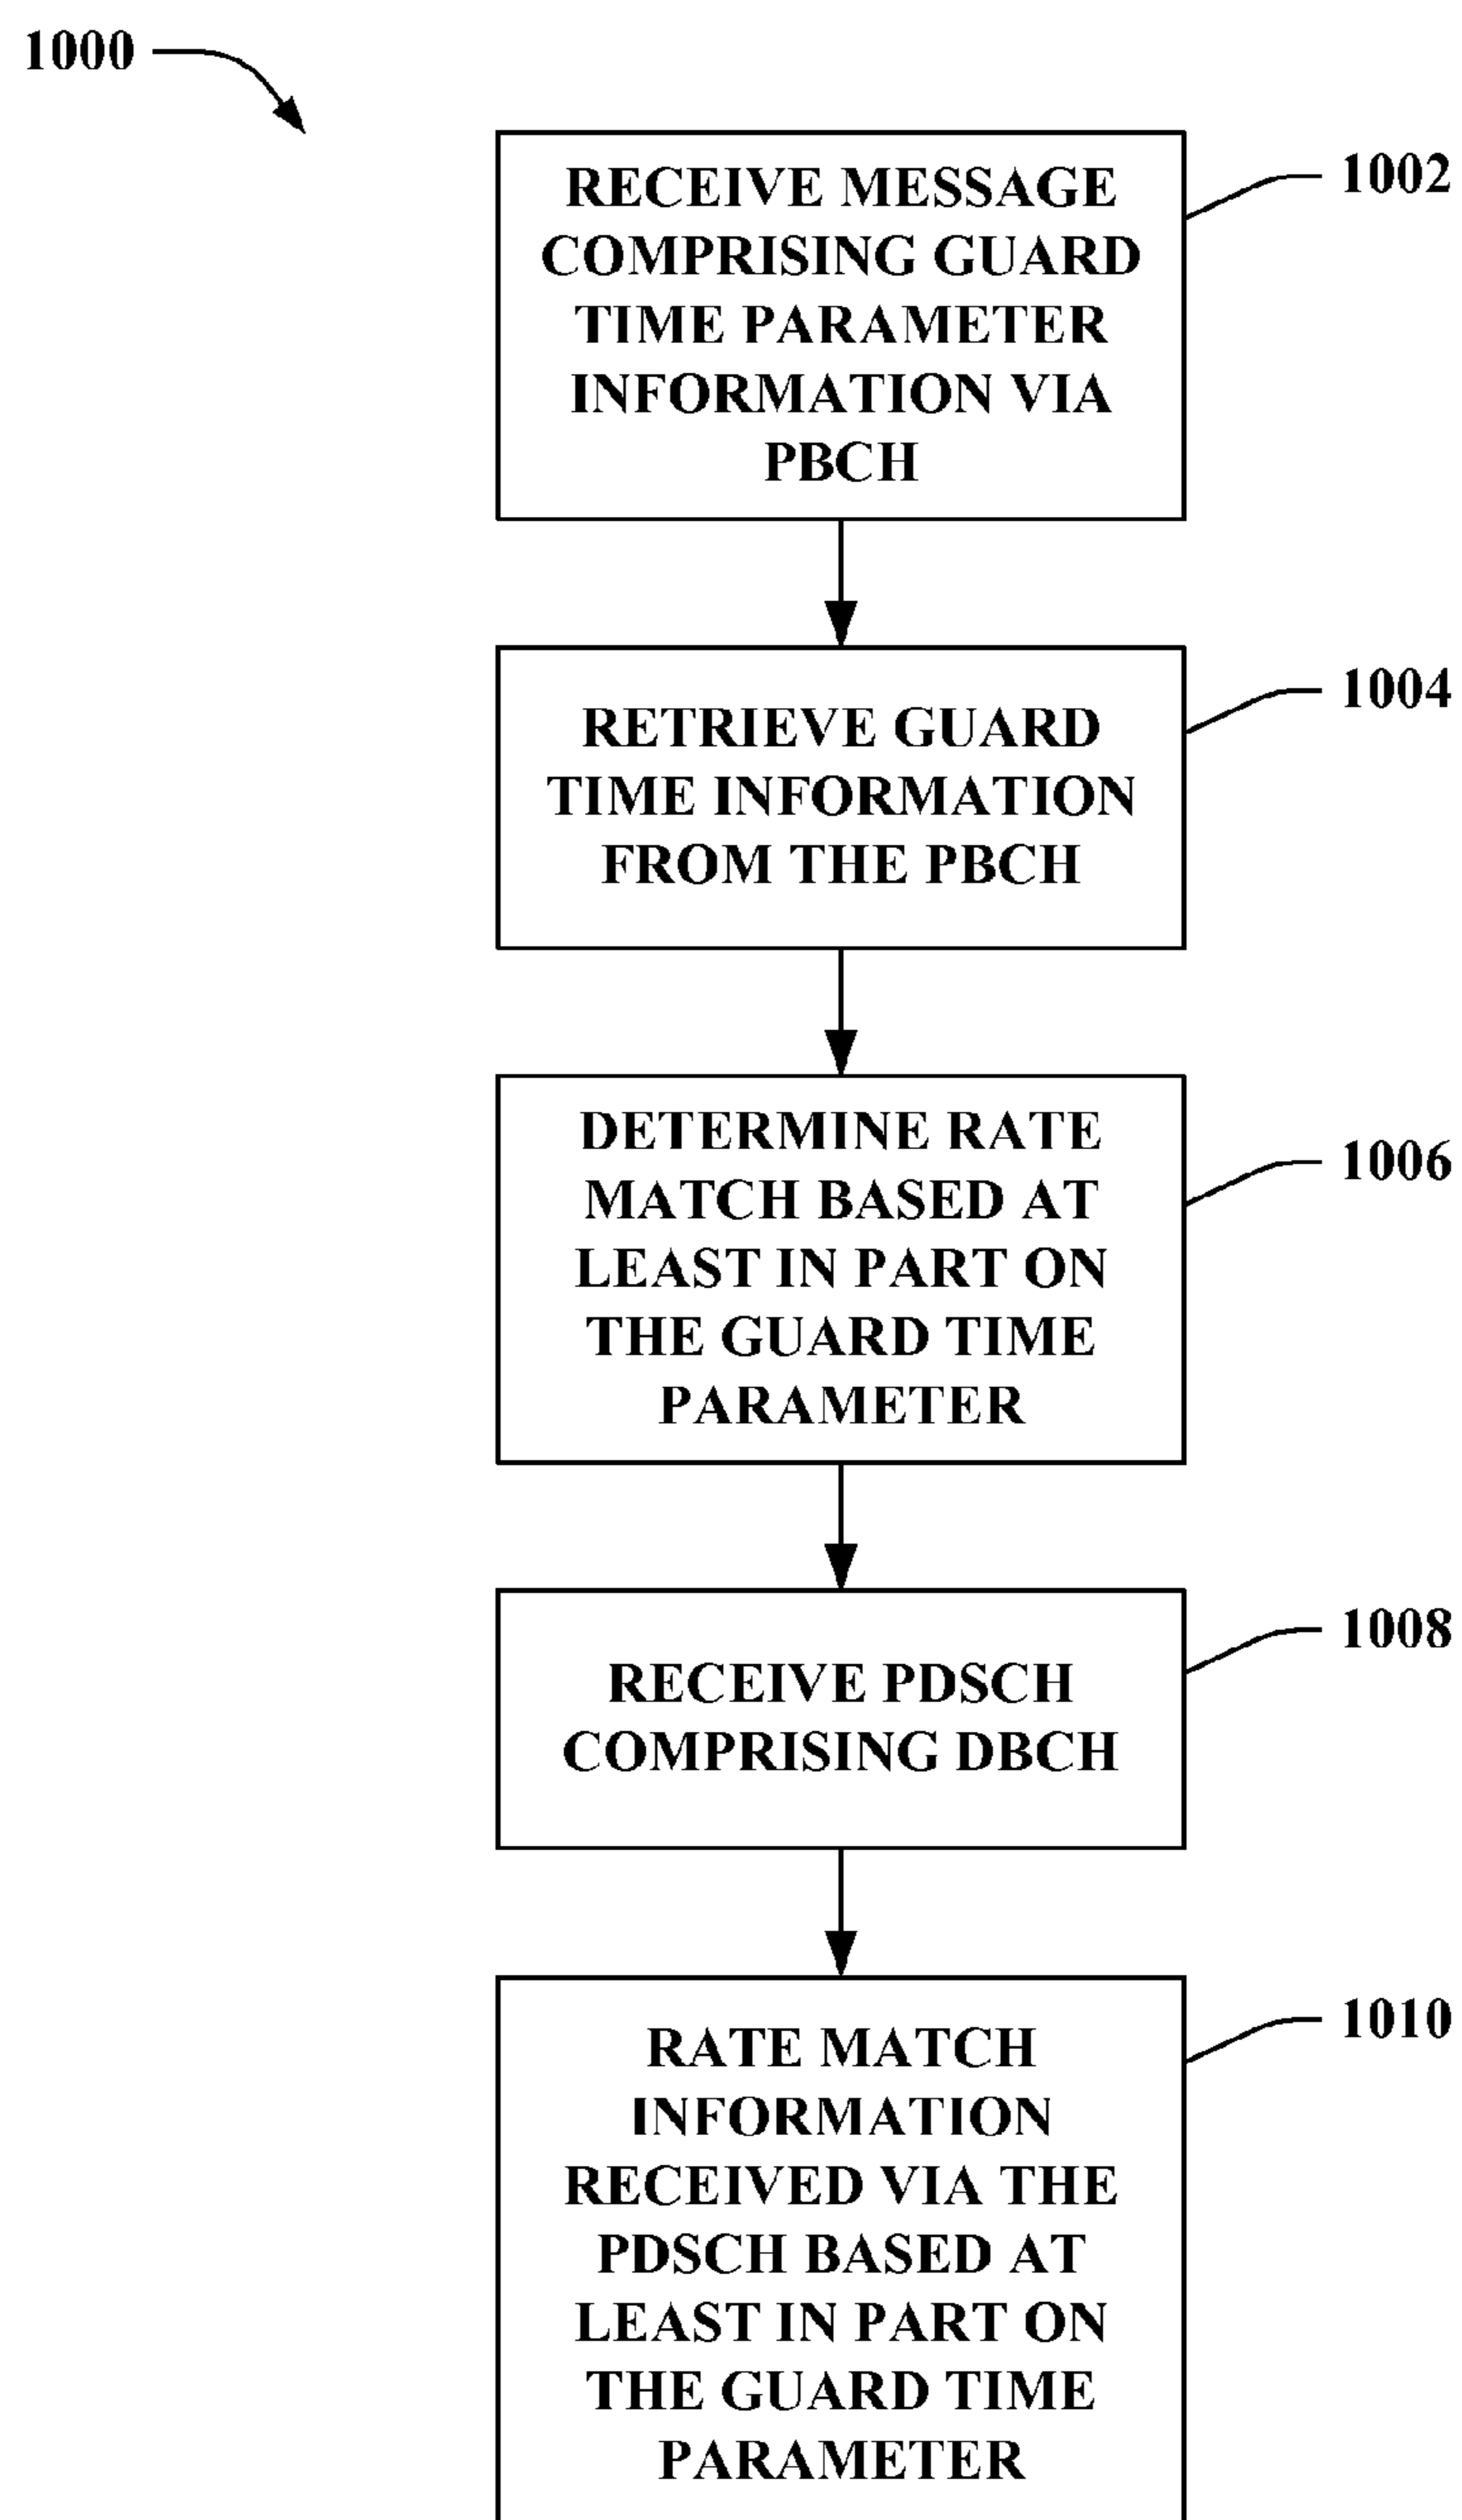 1000
RECEIVE MESSAGE
COMPRISING GUARD
TIME PARAMETER
INFORMATION VIA
PBCH
1002
RETRIEVE GUARD
TIME INFORMATION
FROM THE PBCH
1004
DETERMINE RATE
MATCH BASED AT
LEAST IN PART ON
THE GUARD TIME
PARAMETER
1006
RECEIVE PDSCH
COMPRISING DBCH
1008
RATE MATCH
INFORMATION
RECEIVED VIA THE
PDSCH BASED AT
LEAST IN PART ON
THE GUARD TIME
PARAMETER
1010